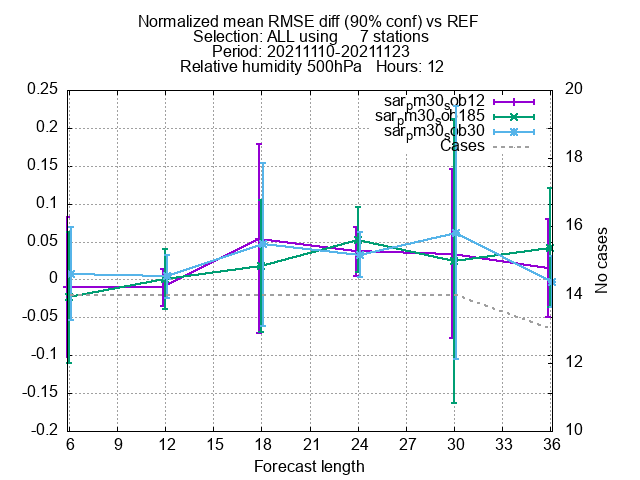 Normalized mean RMSE diff (90% conf) vs REF
Selection: ALL using     7 stations
Period: 20211110-20211123
Relative humidity 500hPa   Hours: 12
sarpm30sob12
sarpm30sob185
sarpm30sob30
Cases
0.25
0.2
0.15
0.1
0.05
0
-0.05
-0.1
-0.15
-0.2
20
18
16
14
12
10
No cases
6 9 12 15 18 21 24 27 30 33 36
Forecast length